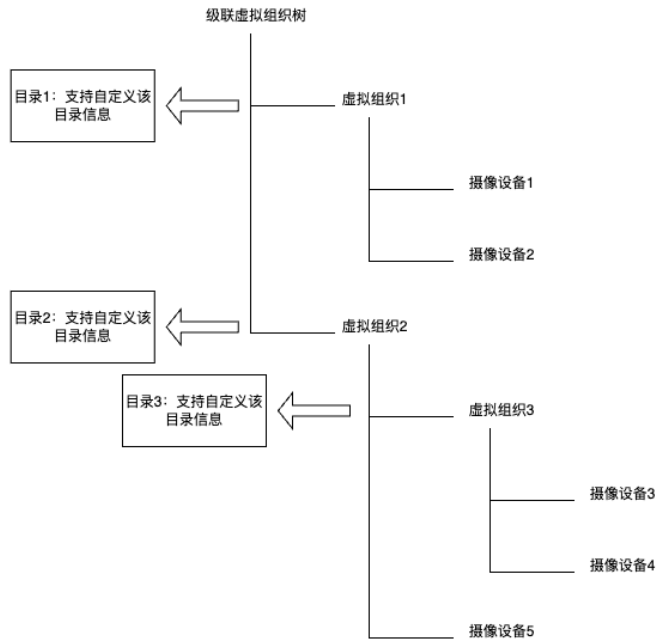 级联虚拟组织树
目录1：支持自定义该
目录信息
虚拟组织1
摄像设备1
摄像设备2
目录2：支持自定义该
目录信息
虚拟组织2
目录3：支持自定义该
目录信息
虚拟组织3
摄像设备3
摄像设备4
摄像设备5